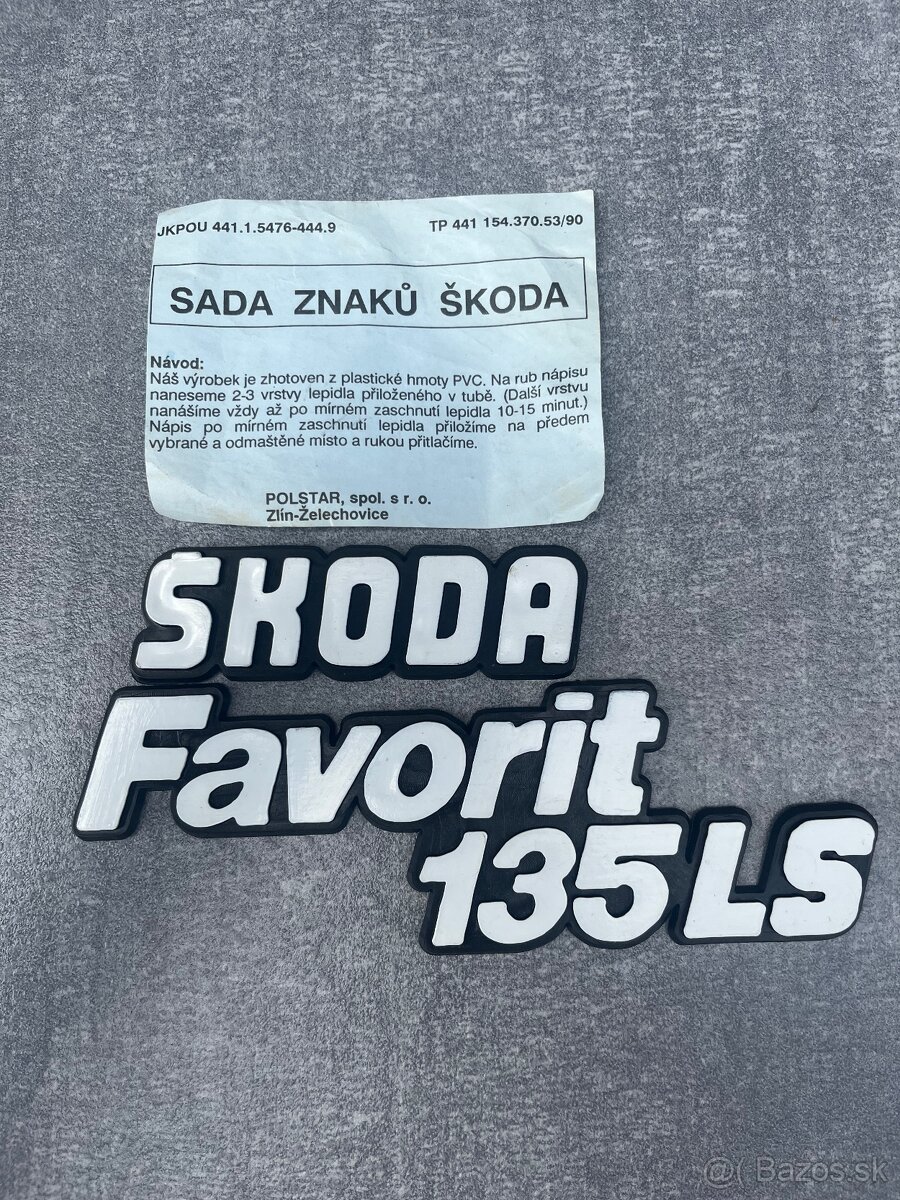 JKPOU 441.1.5476-444.9 TP 441 154.370.53/90
SADA ZNAKŮ ŠKODA
Návod:
Náš výrobek je zhotoven z plastické hmoty PVC. Na rub nápisu
naneseme 2-3 vrstvy lepidla přiloženého v tubě. (Další vrstvu
nanášíme vždy až po mírném zaschnutí lepidla 10-15 minut.)
Nápis po mírném zaschnutí lepidla přiložíme na předem
vybrané a odmaštěné místo a rukou přitlačíme.
POLSTAR, spol. s r. o.
Zlín-Želechovice
ŠKODA
Favorit
135 LS
@( Bazos.sk